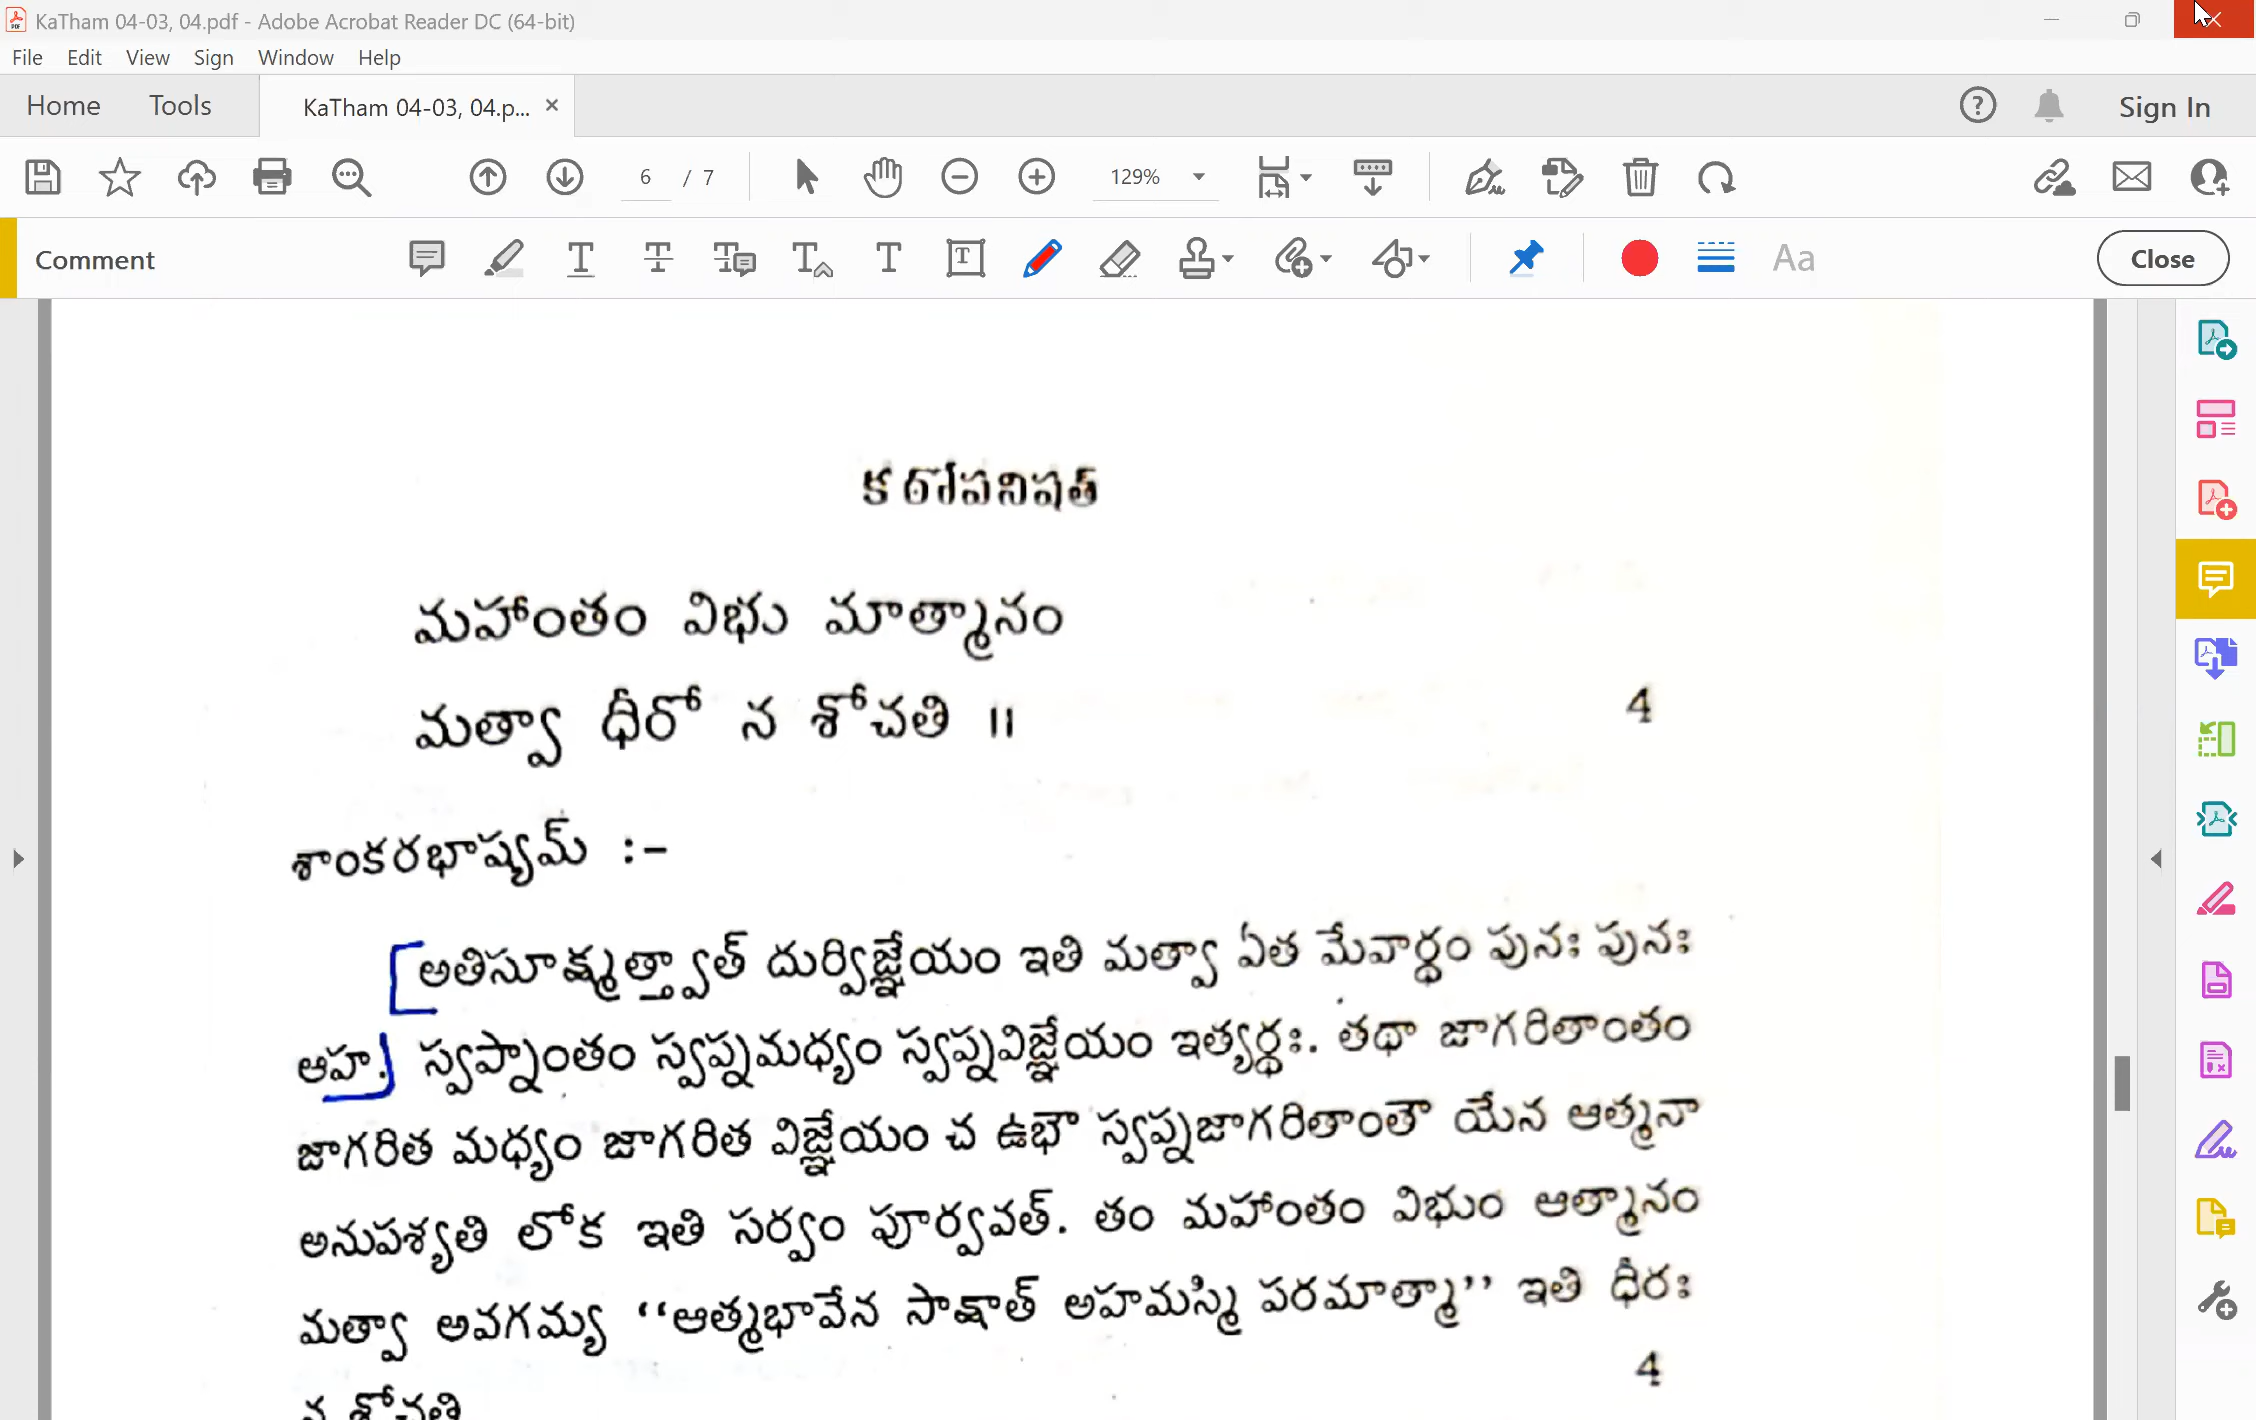 KaTham 04-03, 04.pdf - Adobe Acrobat Reader DC (64-bit)
File Edit View Sign Window Help
Home Tools KaTham 04-03, 04.p... × Sign In
6 / 7 129%
Comment Aa Close
కఠోపనిషత్
మహాంతం విభు మాత్మానం
మత్వా ధీరో న శోచతి ॥ 4
శాంకరభాష్యమ్ :-
అతిసూక్ష్మత్త్వాత్ దుర్విజ్ఞేయం ఇతి మత్వా ఏత మేవార్థం పునః పునః
ఆహ. స్వప్నాంతం స్వప్నమధ్యం స్వప్నవిజ్ఞేయం ఇత్యర్థః. తథా జాగరితాంతం
జాగరిత మధ్యం జాగరిత విజ్ఞేయం చ ఉభౌ స్వప్నజాగరితాంతౌ యేన ఆత్మనా
అనుపశ్యతి లోక ఇతి సర్వం పూర్వవత్. తం మహాంతం విభుం ఆత్మానం
మత్వా అవగమ్య “ఆత్మభావేన సాక్షాత్ అహమస్మి పరమాత్మా” ఇతి ధీరః
న శోచతి 4